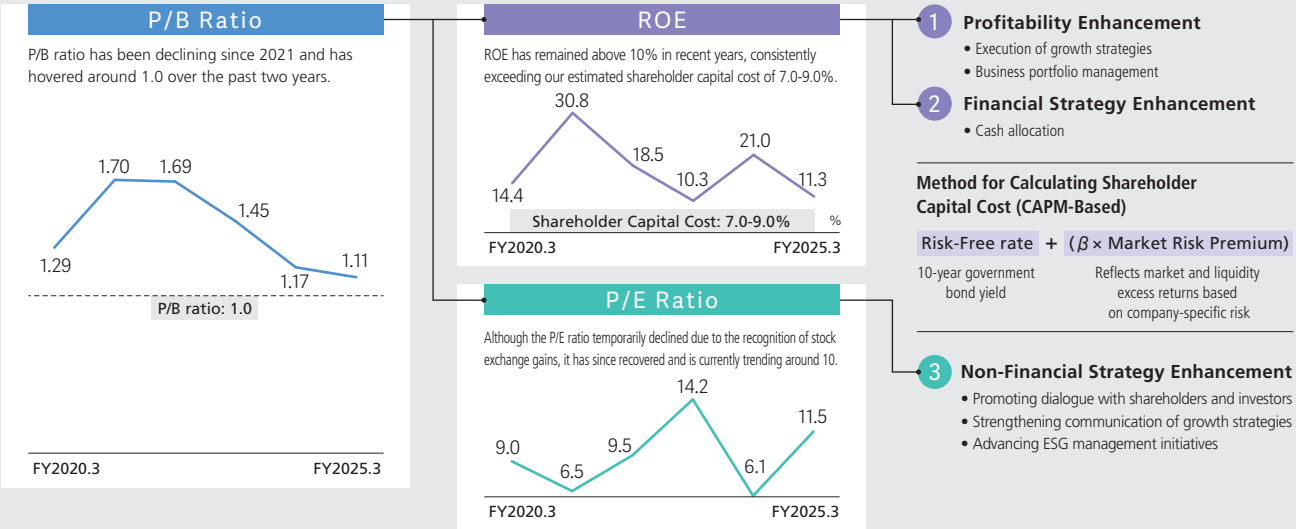 P/B Ratio
P/B ratio has been declining since 2021 and has
hovered around 1.0 over the past two years.
1.70
1.69
1.45
1.29
1.17
1.11
P/B ratio: 1.0
FY2020.3
FY2025.3
ROE
ROE has remained above 10% in recent years, consistently
exceeding our estimated shareholder capital cost of 7.0-9.0%.
30.8
18.5
21.0
14.4
10.3
11.3
Shareholder Capital Cost: 7.0-9.0%
%
FY2020.3
FY2025.3
P/E Ratio
Although the P/E ratio temporarily declined due to the recognition of stock
exchange gains, it has since recovered and is currently trending around 10.
14.2
11.5
9.0
9.5
6.5
6.1
FY2020.3
FY2025.3
1 Profitability Enhancement
• Execution of growth strategies
• Business portfolio management
2 Financial Strategy Enhancement
• Cash allocation
Method for Calculating Shareholder
Capital Cost (CAPM-Based)
Risk-Free rate + (β × Market Risk Premium)
10-year government
bond yield
Reflects market and liquidity
excess returns based
on company-specific risk
3 Non-Financial Strategy Enhancement
• Promoting dialogue with shareholders and investors
• Strengthening communication of growth strategies
• Advancing ESG management initiatives